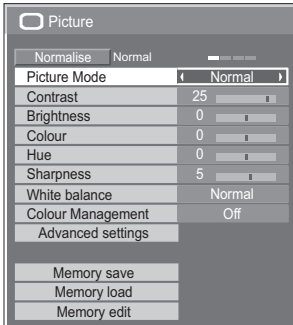 Picture
Normalise Normal
Picture Mode Normal
Contrast 25
Brightness 0
Colour 0
Hue 0
Sharpness 5
White balance Normal
Colour Management Off
Advanced settings
Memory save
Memory load
Memory edit